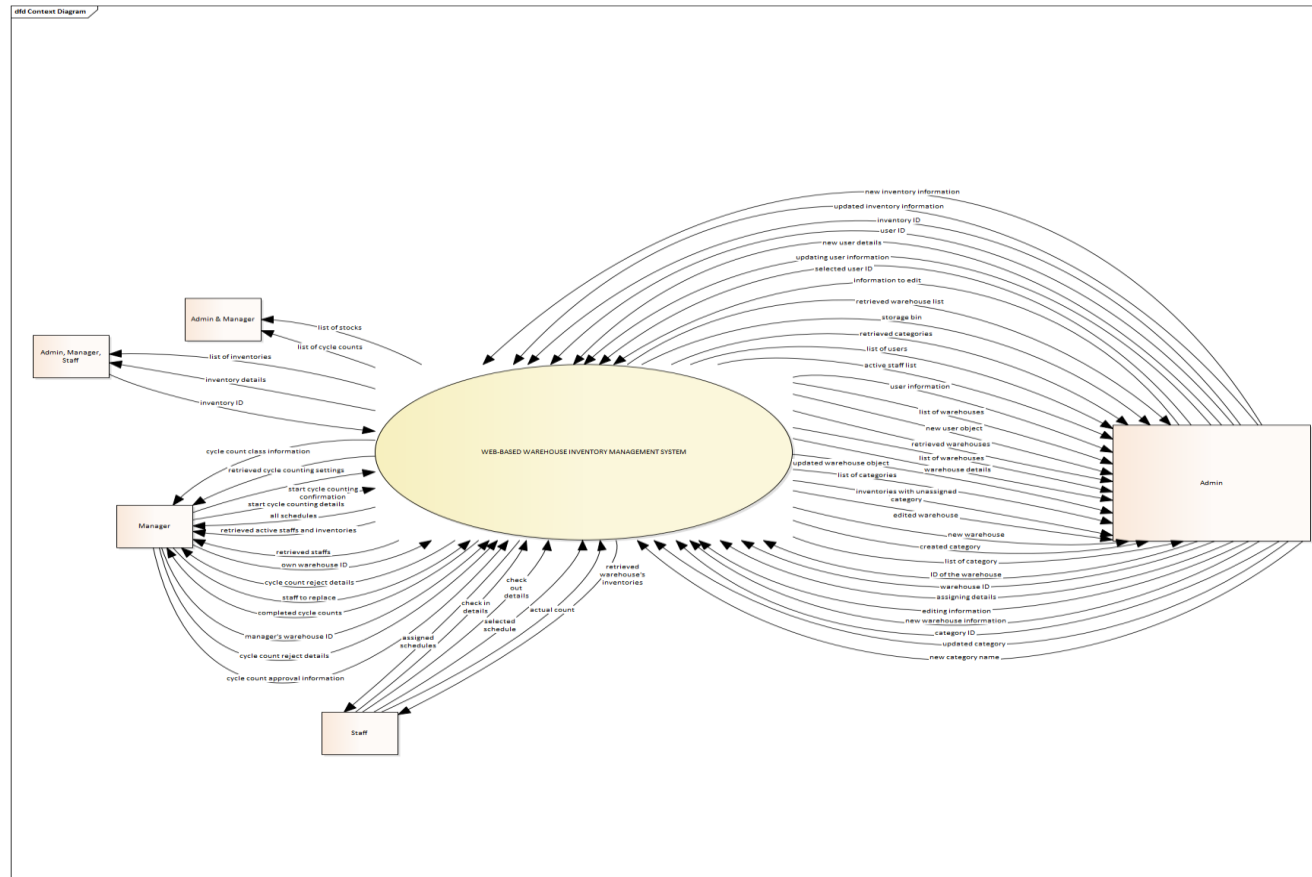 dfd Context Diagram
new inventory information
updated inventory information
inventory ID
user ID
new user details
updating user information
selected user ID
information to edit
retrieved warehouse list
storage bin
retrieved categories
list of users
active staff list
user information
list of warehouses
new user object
retrieved warehouses
list of warehouses
warehouse details
updated warehouse object
list of categories
inventories with unassigned
category
edited warehouse
new warehouse
created category
list of category
ID of the warehouse
warehouse ID
assigning details
editing information
new warehouse information
category ID
updated category
new category name
Admin
WEB-BASED WAREHOUSE INVENTORY MANAGEMENT SYSTEM
Admin & Manager
list of stocks
list of cycle counts
Admin, Manager,
Staff
list of inventories
inventory details
inventory ID
Manager
cycle count class information
retrieved cycle counting settings
start cycle counting
confirmation
start cycle counting details
all schedules
retrieved active staffs and inventories
retrieved staffs
own warehouse ID
cycle count reject details
staff to replace
completed cycle counts
manager's warehouse ID
cycle count reject details
cycle count approval information
Staff
assigned
schedules
check in
details
selected
schedule
check
out
details
actual count
retrieved
warehouse's
inventories